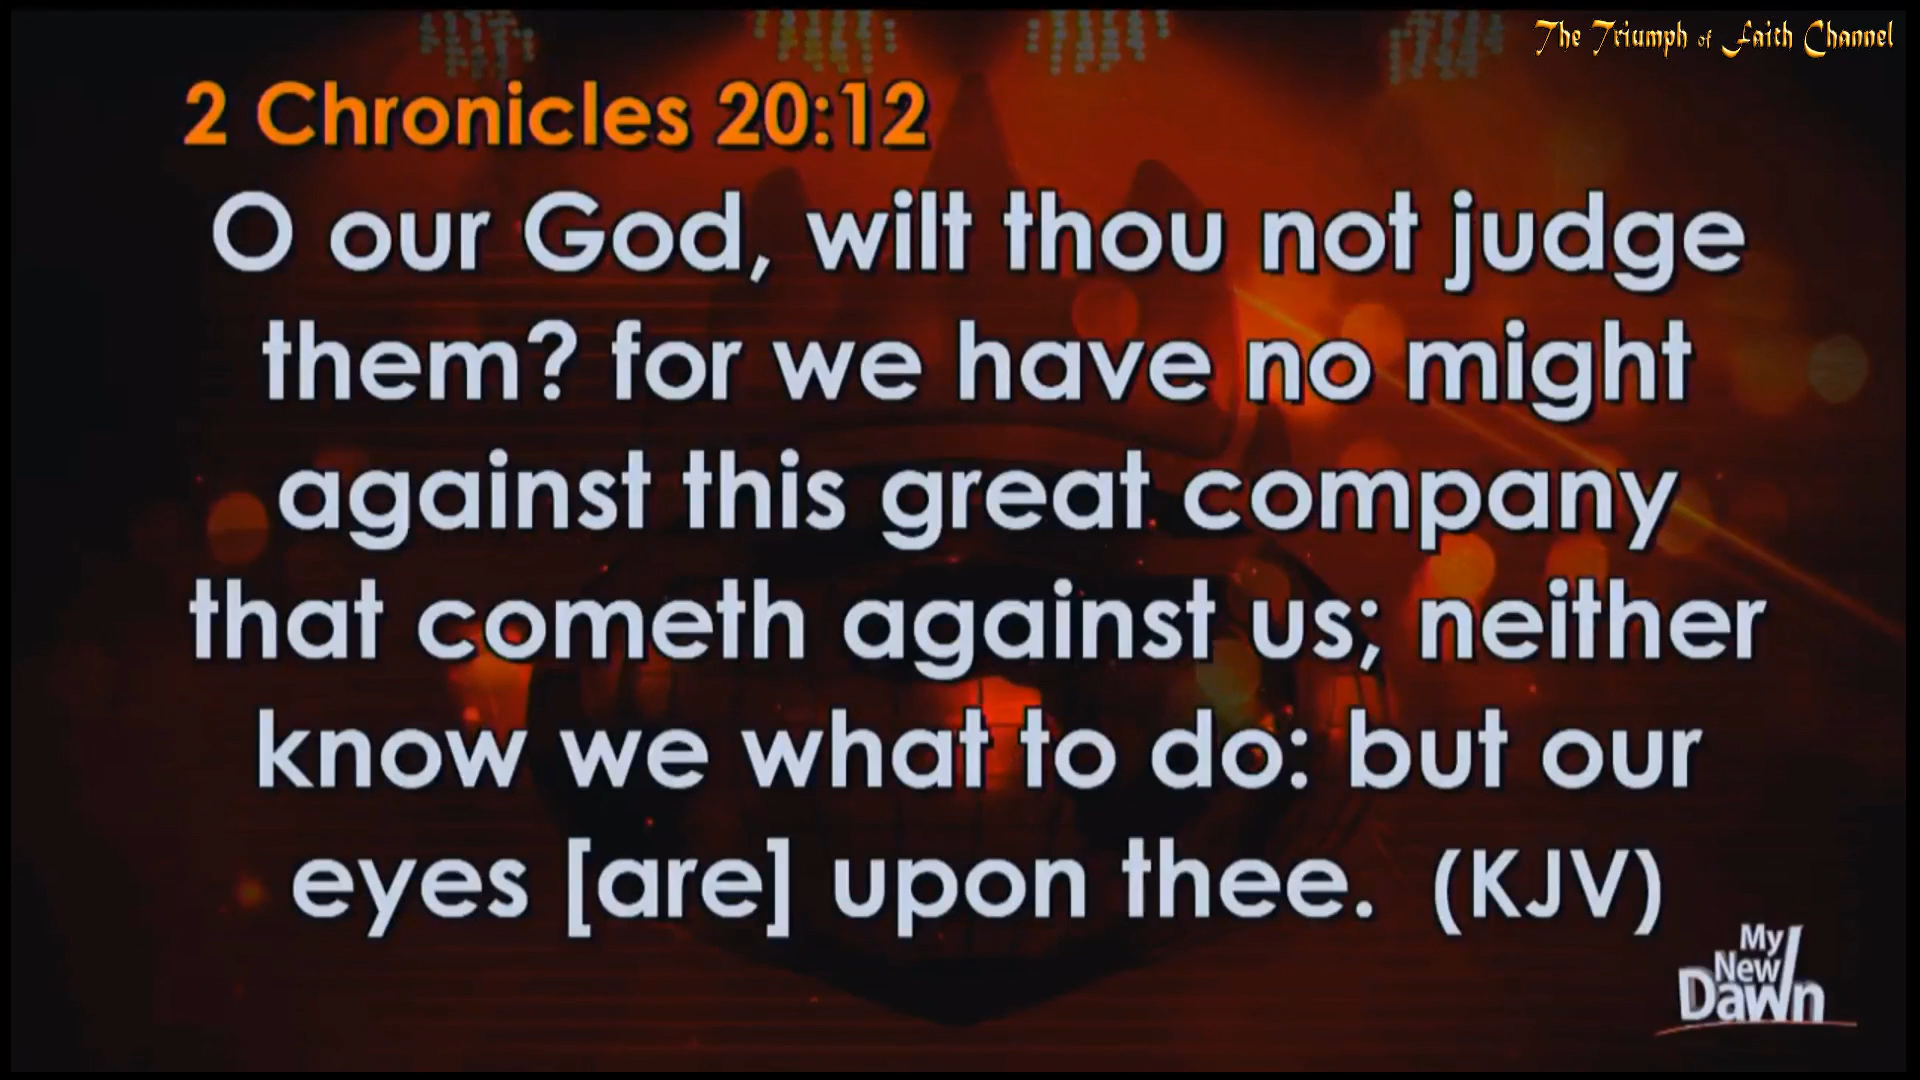 The Triumph of Faith Channel
2 Chronicles 20:12
O our God, wilt thou not judge
them? for we have no might
against this great company
that cometh against us; neither
know we what to do: but our
eyes [are] upon thee. (KJV)
My
New
Dawn